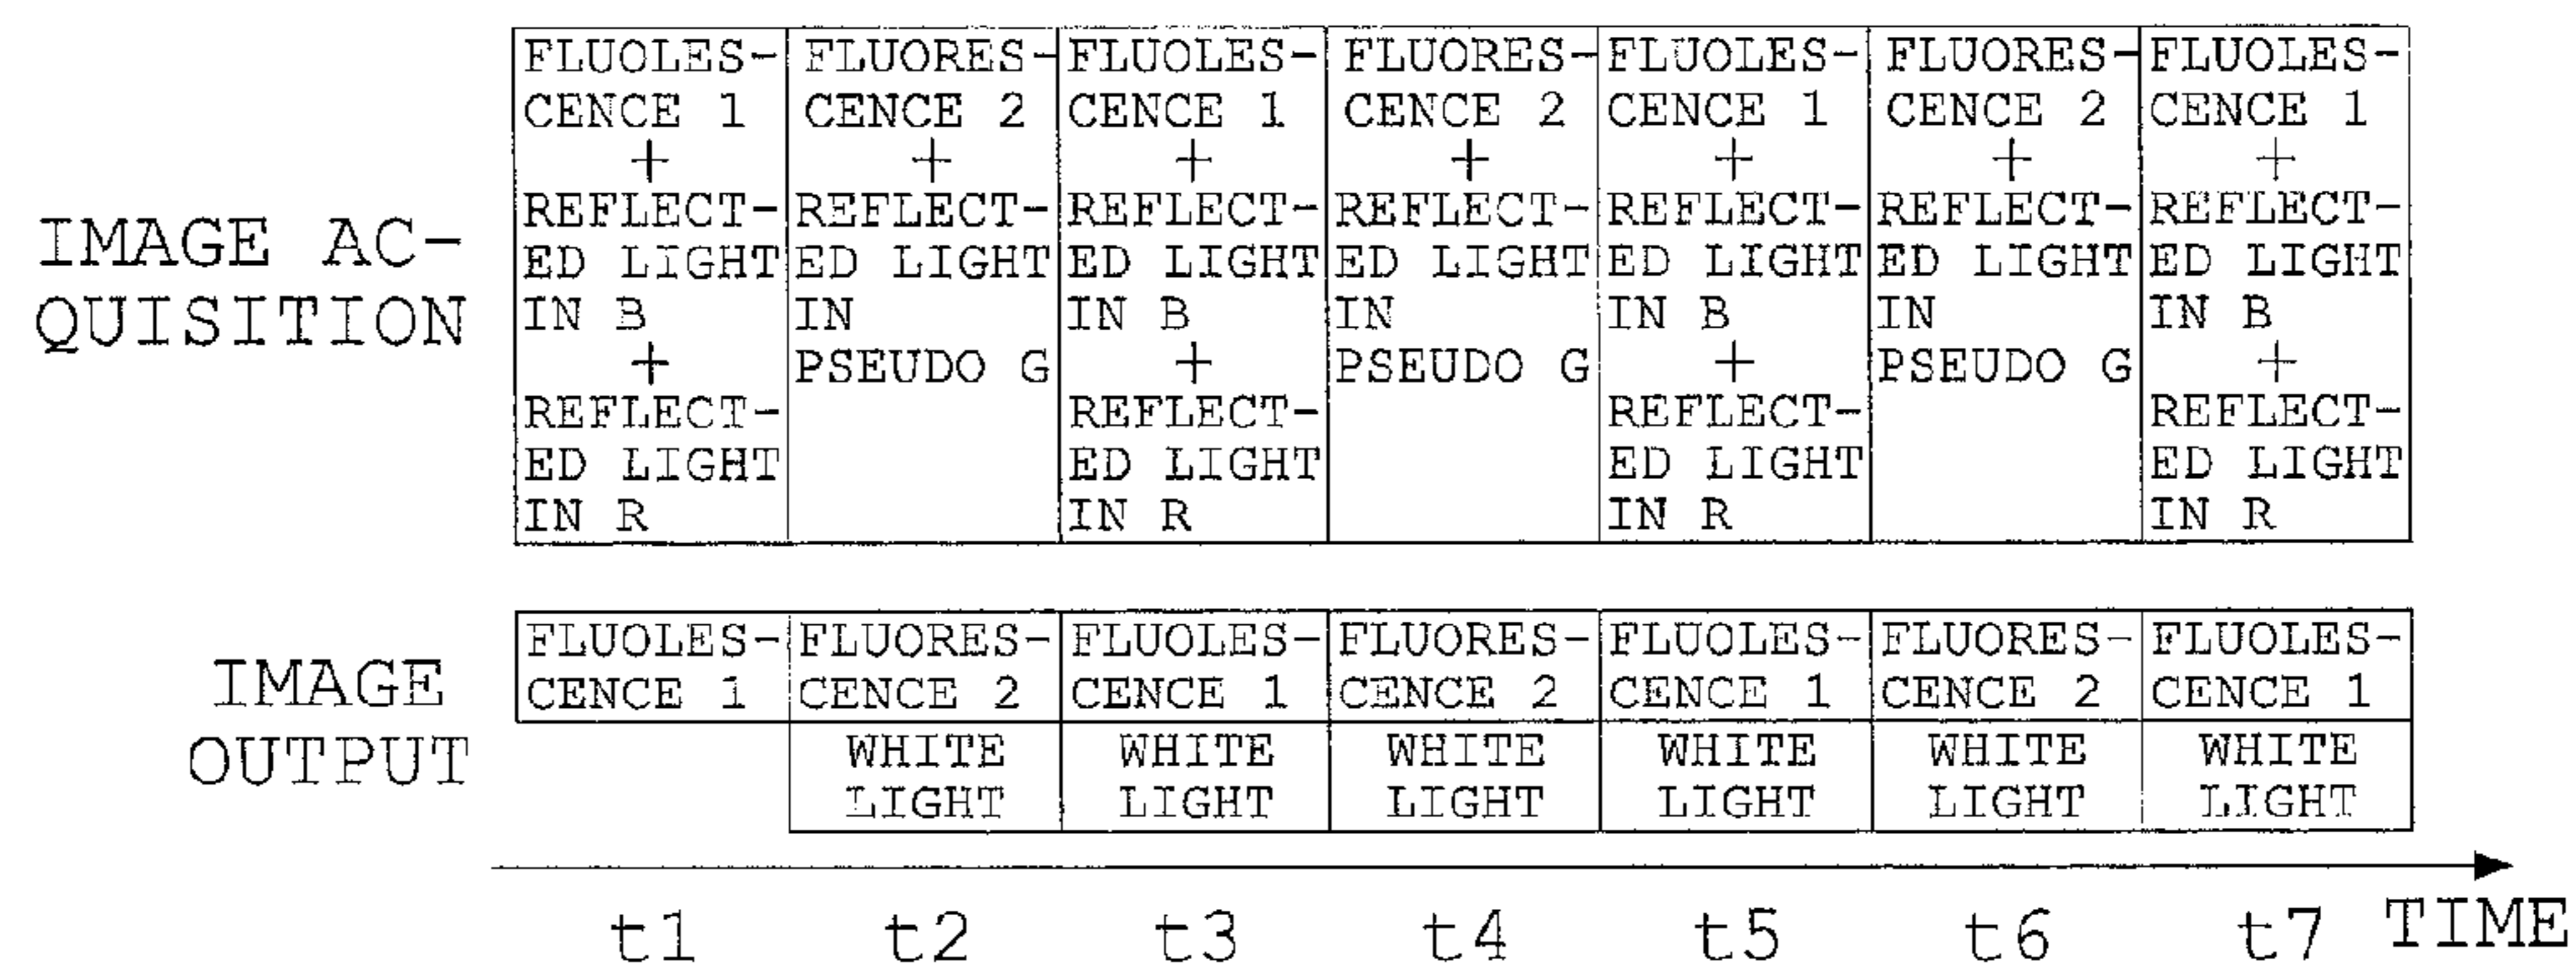 FLUOLES-
CENCE 1
+
REFLECT-
ED LIGHT
IN B
+
REFLECT-
ED LIGHT
IN R
FLUORES-
CENCE 2
+
REFLECT-
ED LIGHT
IN
PSEUDO G
FLUOLES-
CENCE 1
+
REFLECT-
ED LIGHT
IN B
+
REFLECT-
ED LIGHT
IN R
FLUORES-
CENCE 2
+
REFLECT-
ED LIGHT
IN
PSEUDO G
FLUOLES-
CENCE 1
+
REFLECT-
ED LIGHT
IN B
+
REFLECT-
ED LIGHT
IN R
FLUORES-
CENCE 2
+
REFLECT-
ED LIGHT
IN
PSEUDO G
FLUOLES-
CENCE 1
+
REFLECT-
ED LIGHT
IN B
+
REFLECT-
ED LIGHT
IN R
IMAGE AC-
QUISITION
IMAGE
OUTPUT
FLUOLES-
CENCE 1
FLUORES-
CENCE 2
FLUOLES-
CENCE 1
FLUORES-
CENCE 2
FLUOLES-
CENCE 1
FLUORES-
CENCE 2
FLUOLES-
CENCE 1
WHITE
LIGHT
WHITE
LIGHT
WHITE
LIGHT
WHITE
LIGHT
WHITE
LIGHT
WHITE
LIGHT
t1 t2 t3 t4 t5 t6 t7 TIME